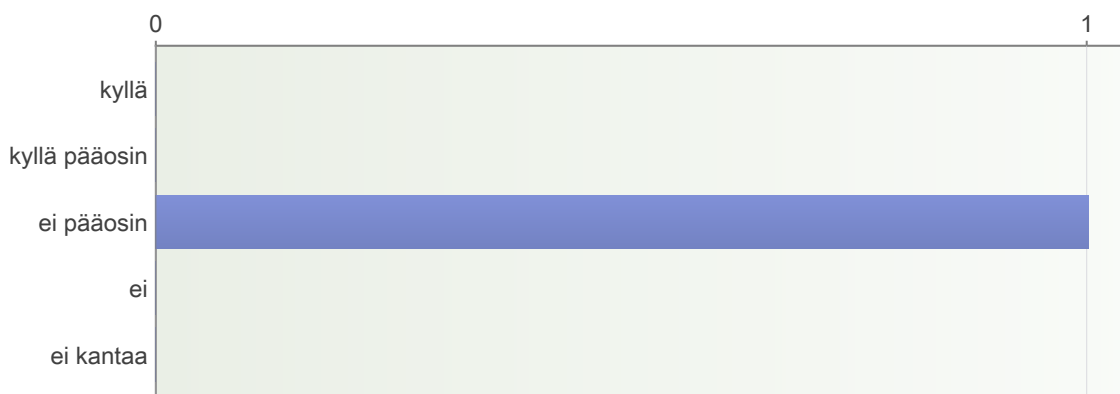 0 1
kyllä
kyllä pääosin
ei pääosin
ei
ei kantaa